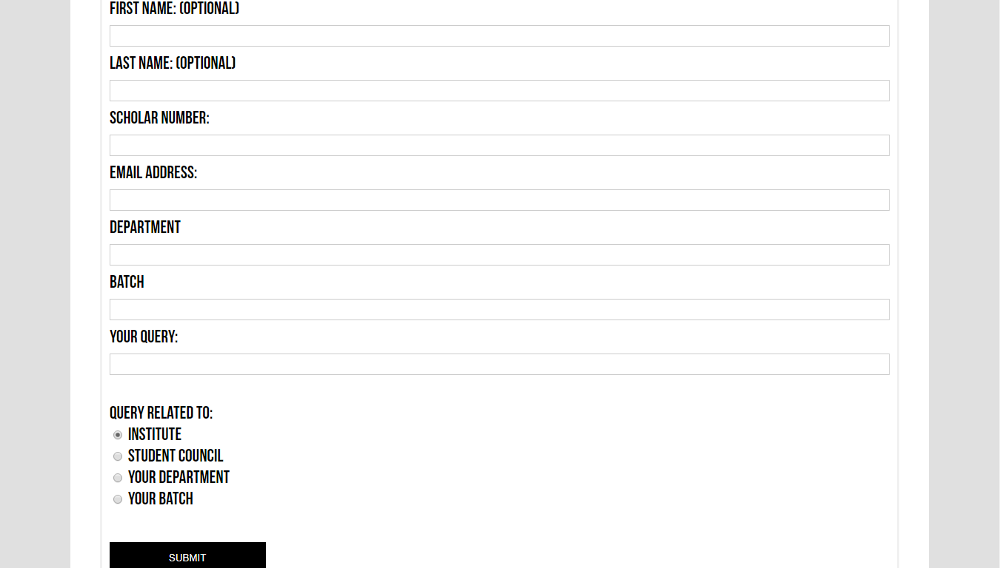 FIRST NAME: (OPTIONAL)
LAST NAME: (OPTIONAL)
SCHOLAR NUMBER:
EMAIL ADDRESS:
DEPARTMENT
BATCH
YOUR QUERY:
QUERY RELATED TO:
INSTITUTE
STUDENT COUNCIL
YOUR DEPARTMENT
YOUR BATCH
SUBMIT